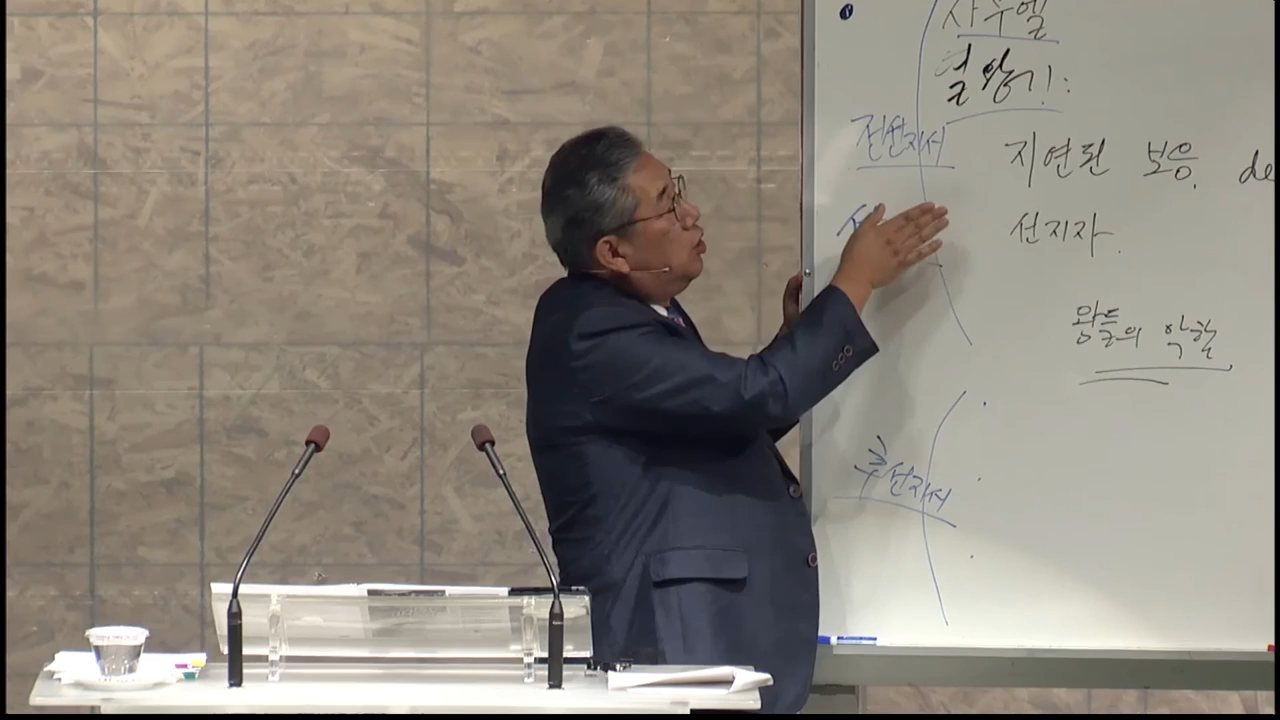 사무엘
열왕기:
전선지서
지연된 보응. de
선지자.
왕들의 악함
후선지서